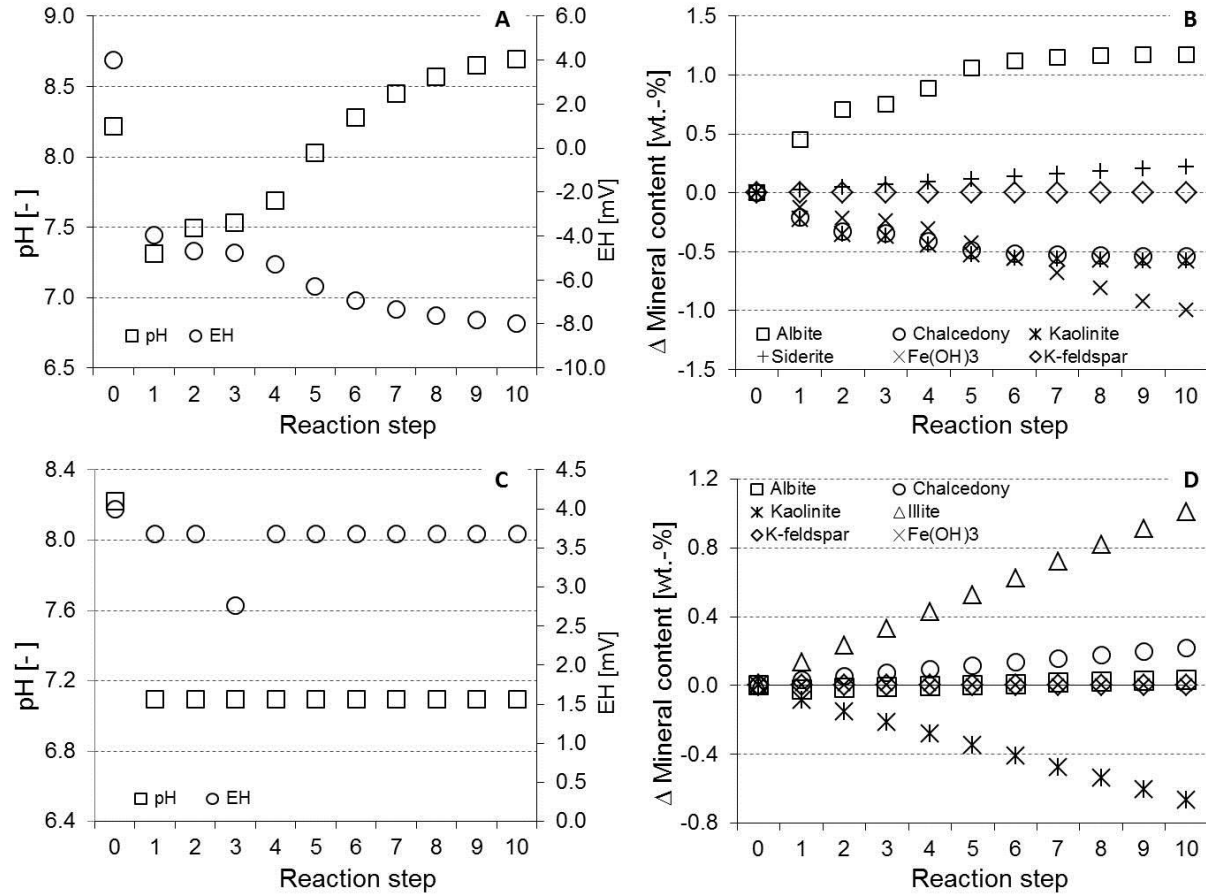 A
9.0
8.5
8.0
7.5
7.0
6.5
pH [-]
6.0
4.0
2.0
0.0
-2.0
-4.0
-6.0
-8.0
-10.0
EH [mV]
pH EH
0 1 2 3 4 5 6 7 8 9 10
Reaction step
B
1.5
1.0
0.5
0.0
-0.5
-1.0
-1.5
Δ Mineral content [wt.-%]
Albite Chalcedony Kaolinite
Siderite Fe(OH)3 K-feldspar
0 1 2 3 4 5 6 7 8 9 10
Reaction step
C
8.4
8.0
7.6
7.2
6.8
6.4
pH [-]
4.5
4.0
3.5
3.0
2.5
2.0
1.5
1.0
0.5
0.0
EH [mV]
pH EH
0 1 2 3 4 5 6 7 8 9 10
Reaction step
D
1.2
0.8
0.4
0.0
-0.4
-0.8
Δ Mineral content [wt.-%]
Albite Chalcedony
Kaolinite Illite
K-feldspar Fe(OH)3
0 1 2 3 4 5 6 7 8 9 10
Reaction step